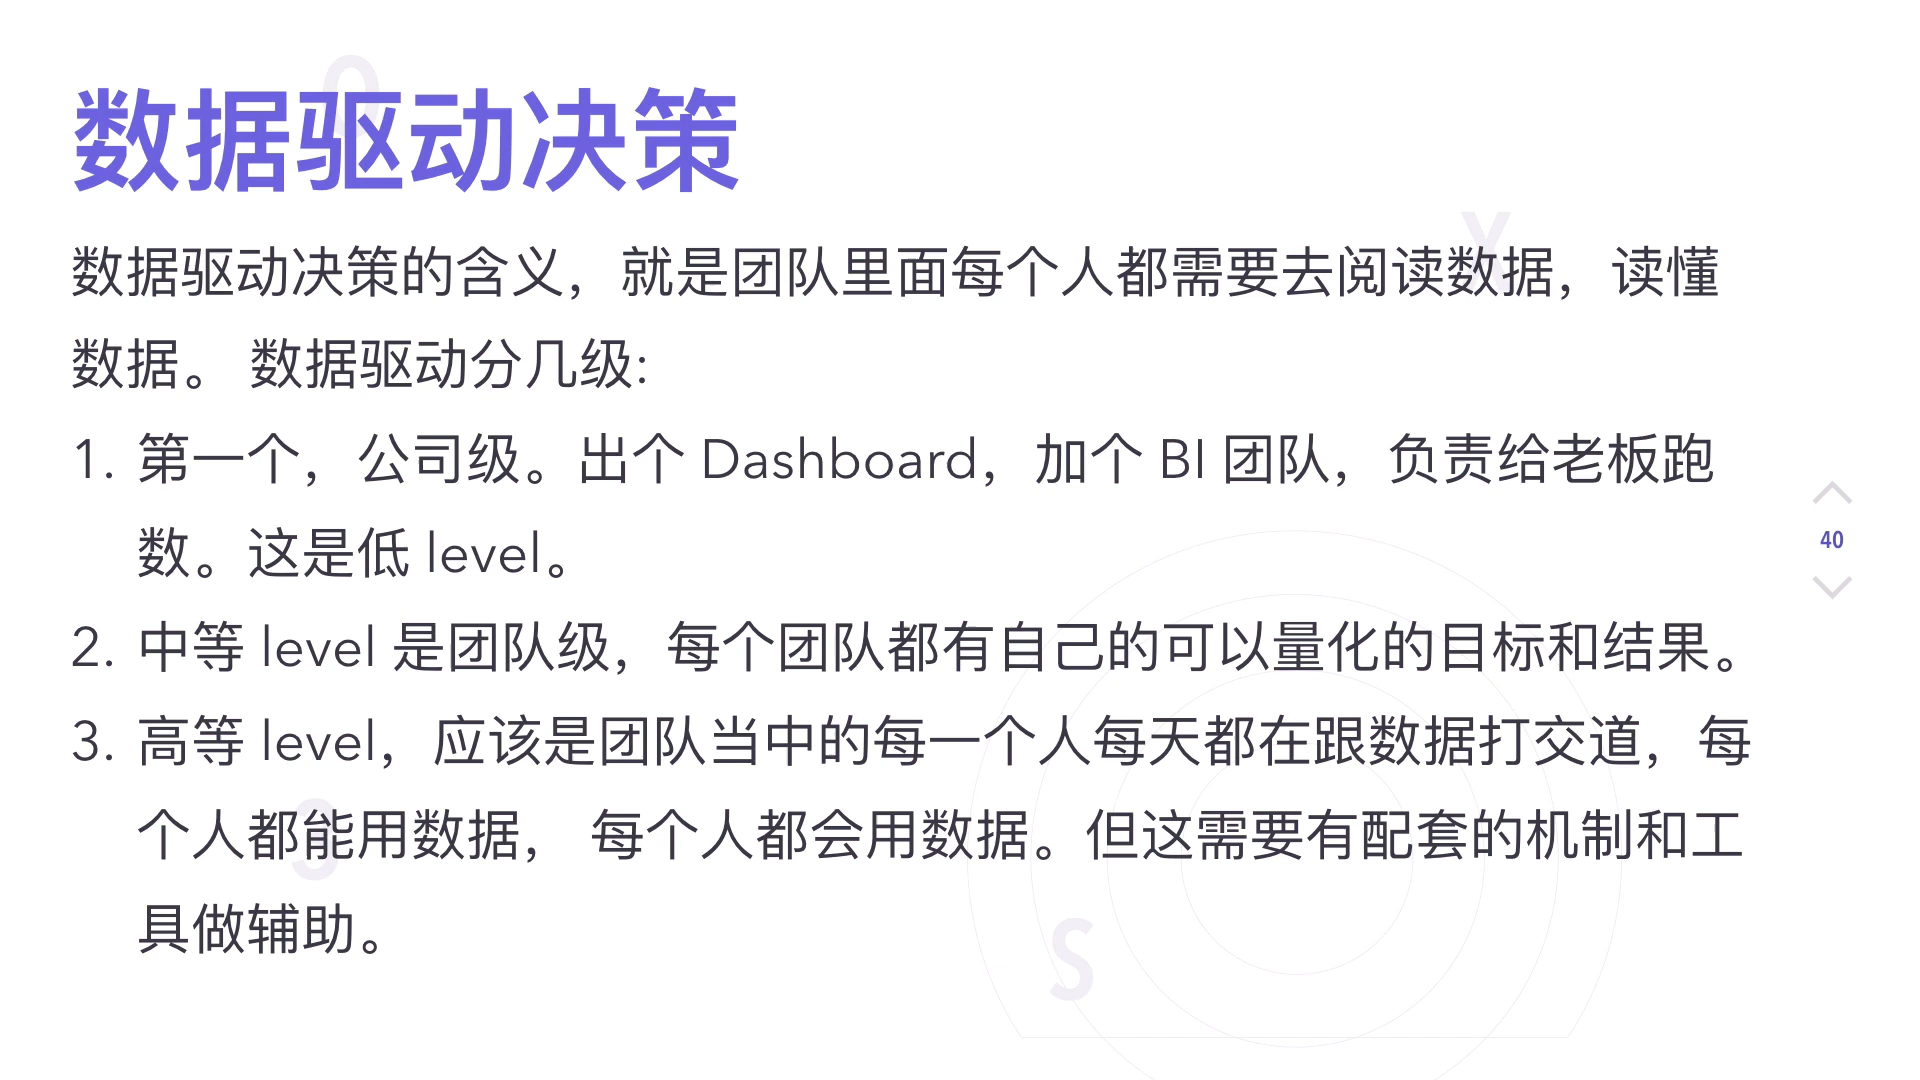 数据驱动决策
数据驱动决策的含义，就是团队里面每个人都需要去阅读数据，读懂
数据。 数据驱动分几级:
1. 第一个，公司级。出个 Dashboard，加个 BI 团队，负责给老板跑
数。这是低 level。
2. 中等 level 是团队级，每个团队都有自己的可以量化的目标和结果。
3. 高等 level，应该是团队当中的每一个人每天都在跟数据打交道，每
个人都能用数据， 每个人都会用数据。但这需要有配套的机制和工
具做辅助。
40
O
Y
S
S